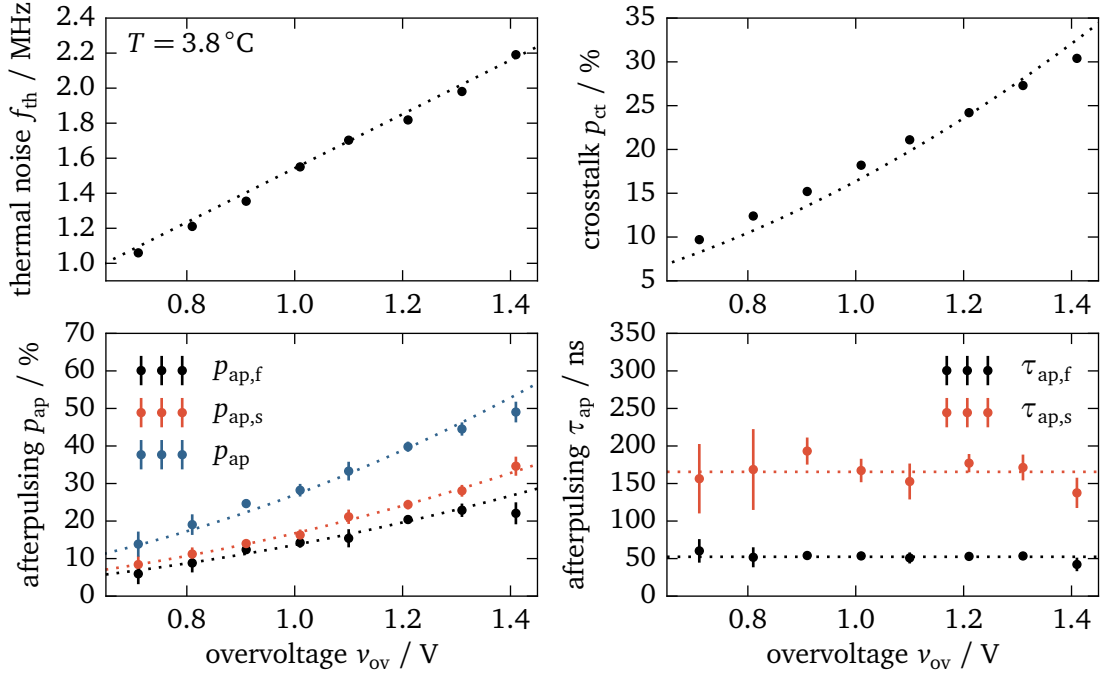 thermal noise f_th / MHz
2.4
2.2
2.0
1.8
1.6
1.4
1.2
1.0
T = 3.8 °C
0.8 1.0 1.2 1.4
crosstalk p_ct / %
35
30
25
20
15
10
5
0.8 1.0 1.2 1.4
afterpulsing p_ap / %
70
60
50
40
30
20
10
0
p_ap,f
p_ap,s
p_ap
0.8 1.0 1.2 1.4
overvoltage v_ov / V
afterpulsing τ_ap / ns
350
300
250
200
150
100
50
0
τ_ap,f
τ_ap,s
0.8 1.0 1.2 1.4
overvoltage v_ov / V